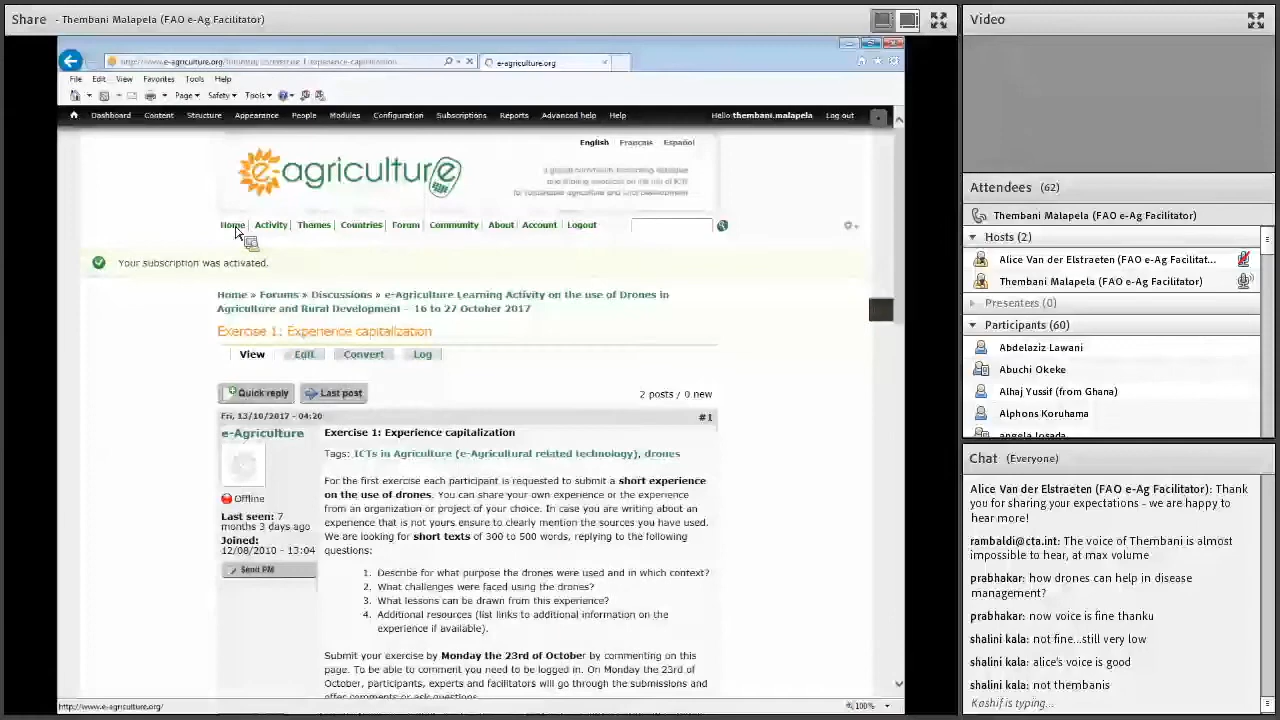 Share - Thembani Malapela (FAO e-Ag Facilitator)
e-agriculture.org
File Edit View Favorites Tools Help
Page Safety Tools
Dashboard Content Structure Appearance People Modules Configuration Subscriptions Reports Advanced help Help Hello thembani.malapela Log out
English Français Español
e-agriculture
Home Activity Themes Countries Forum Community About Account Logout
Your subscription was activated.
Home » Forums » Discussions » e-Agriculture Learning Activity on the use of Drones in
Agriculture and Rural Development – 16 to 27 October 2017
Exercise 1: Experience capitalization
View Edit Convert Log
Quick reply Last post 2 posts / 0 new
Fri, 13/10/2017 - 04:20 #1
e-Agriculture
Offline
Last seen: 7
months 3 days ago
Joined:
12/08/2010 - 13:04
Send PM
Exercise 1: Experience capitalization
Tags: ICTs in Agriculture (e-Agricultural related technology), drones
For the first exercise each participant is requested to submit a short experience
on the use of drones. You can share your own experience or the experience
from an organization or project of your choice. In case you are writing about an
experience that is not yours ensure to clearly mention the sources you have used.
We are looking for short texts of 300 to 500 words, replying to the following
questions:
1. Describe for what purpose the drones were used and in which context?
2. What challenges were faced using the drones?
3. What lessons can be drawn from this experience?
4. Additional resources (list links to additional information on the
experience if available).
Submit your exercise by Monday the 23rd of October by commenting on this
page. To be able to comment you need to be logged in. On Monday the 23rd of
October, participants, experts and facilitators will go through the submissions and
offer comments or ask questions.
http://www.e-agriculture.org/
100%
Video
Attendees (62)
Thembani Malapela (FAO e-Ag Facilitator)
Hosts (2)
Alice Van der Elstraeten (FAO e-Ag Facilitat...
Thembani Malapela (FAO e-Ag Facilitator)
Presenters (0)
Participants (60)
Abdelaziz Lawani
Abuchi Okeke
Alhaj Yussif (from Ghana)
Alphons Koruhama
angela losada
Chat (Everyone)
Alice Van der Elstraeten (FAO e-Ag Facilitator): Thank
you for sharing your expectations - we are happy to
hear more!
rambaldi@cta.int: The voice of Thembani is almost
impossible to hear, at max volume
prabhakar: how drones can help in disease
management?
prabhakar: now voice is fine thanku
shalini kala: not fine...still very low
shalini kala: alice's voice is good
shalini kala: not thembanis
Kashif is typing...